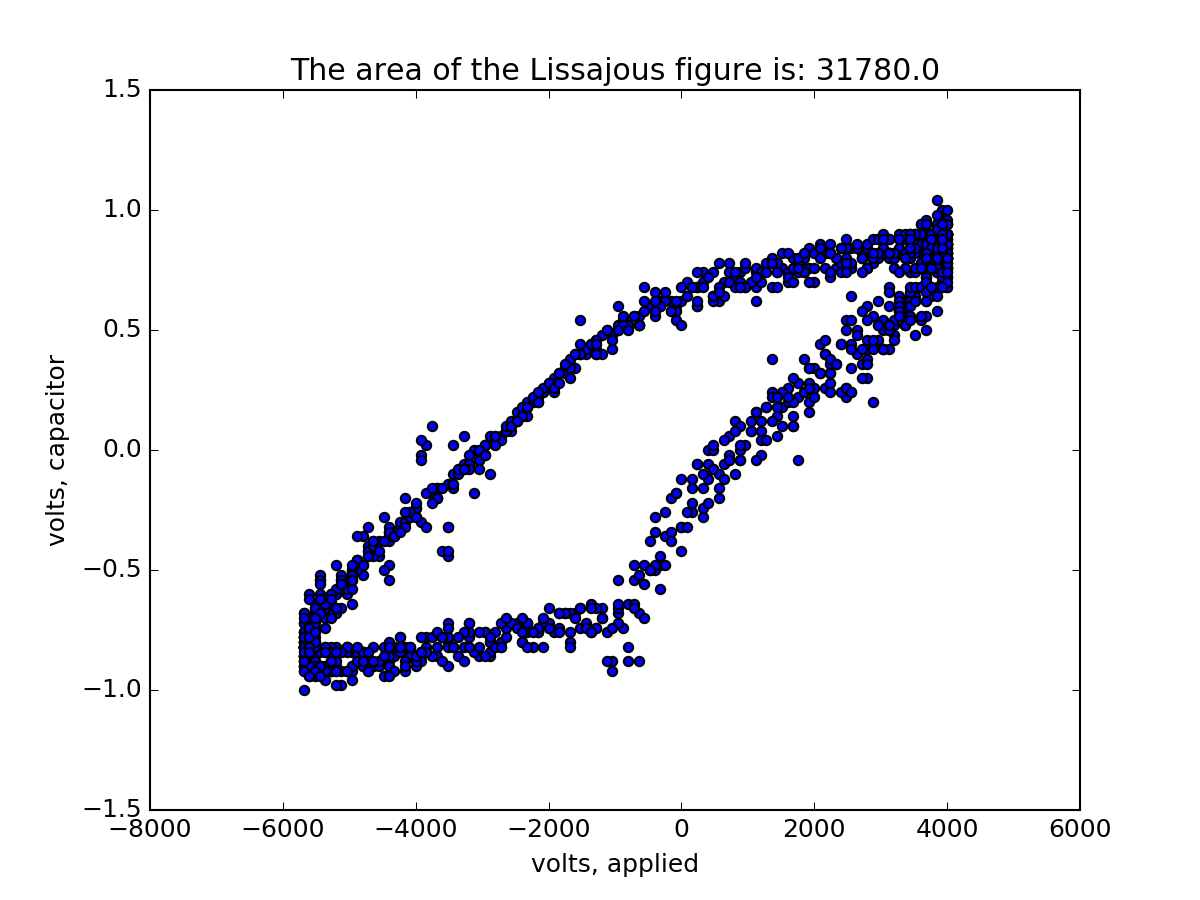 The area of the Lissajous figure is: 31780.0
1.5
1.0
0.5
0.0
−0.5
−1.0
−1.5
volts, capacitor
−8000 −6000 −4000 −2000 0 2000 4000 6000
volts, applied